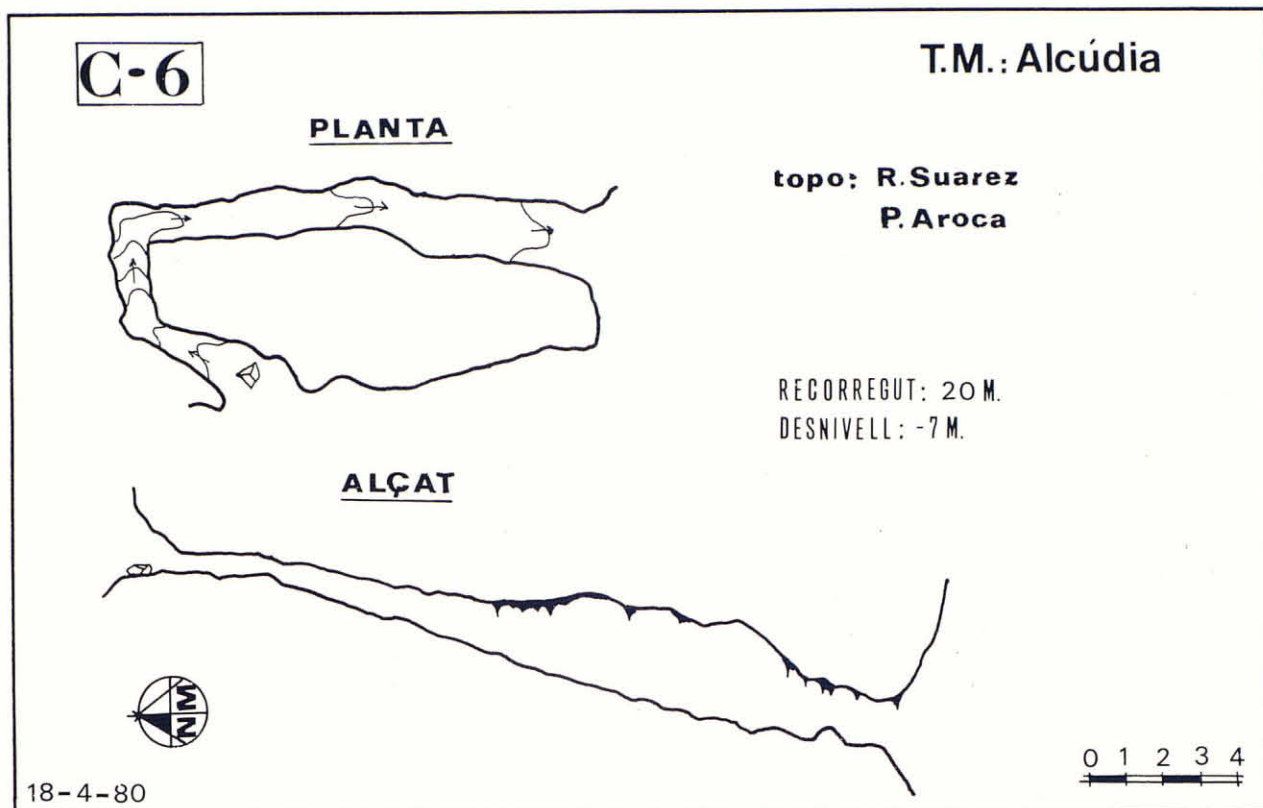 C-6
T.M.: Alcúdia
PLANTA
topo: R.Suarez
P. Aroca
RECORREGUT: 20 M.
DESNIVELL: -7 M.
ALÇAT
NM
0 1 2 3 4
18-4-80